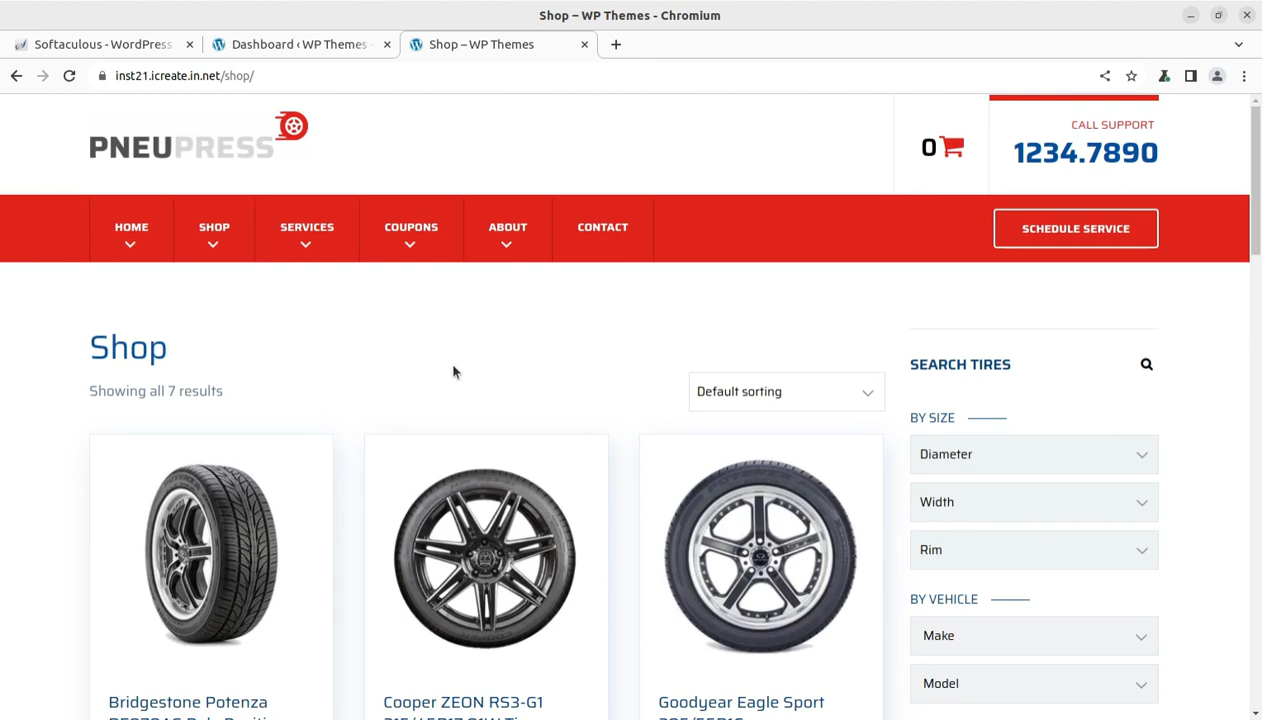 Shop – WP Themes - Chromium
Softaculous - WordPress
Dashboard ‹ WP Themes
Shop – WP Themes
inst21.icreate.in.net/shop/
PNEUPRESS
0
CALL SUPPORT
1234.7890
HOME
SHOP
SERVICES
COUPONS
ABOUT
CONTACT
SCHEDULE SERVICE
Shop
Showing all 7 results
Default sorting
SEARCH TIRES
BY SIZE
Diameter
Width
Rim
BY VEHICLE
Make
Model
Bridgestone Potenza
Cooper ZEON RS3-G1
Goodyear Eagle Sport